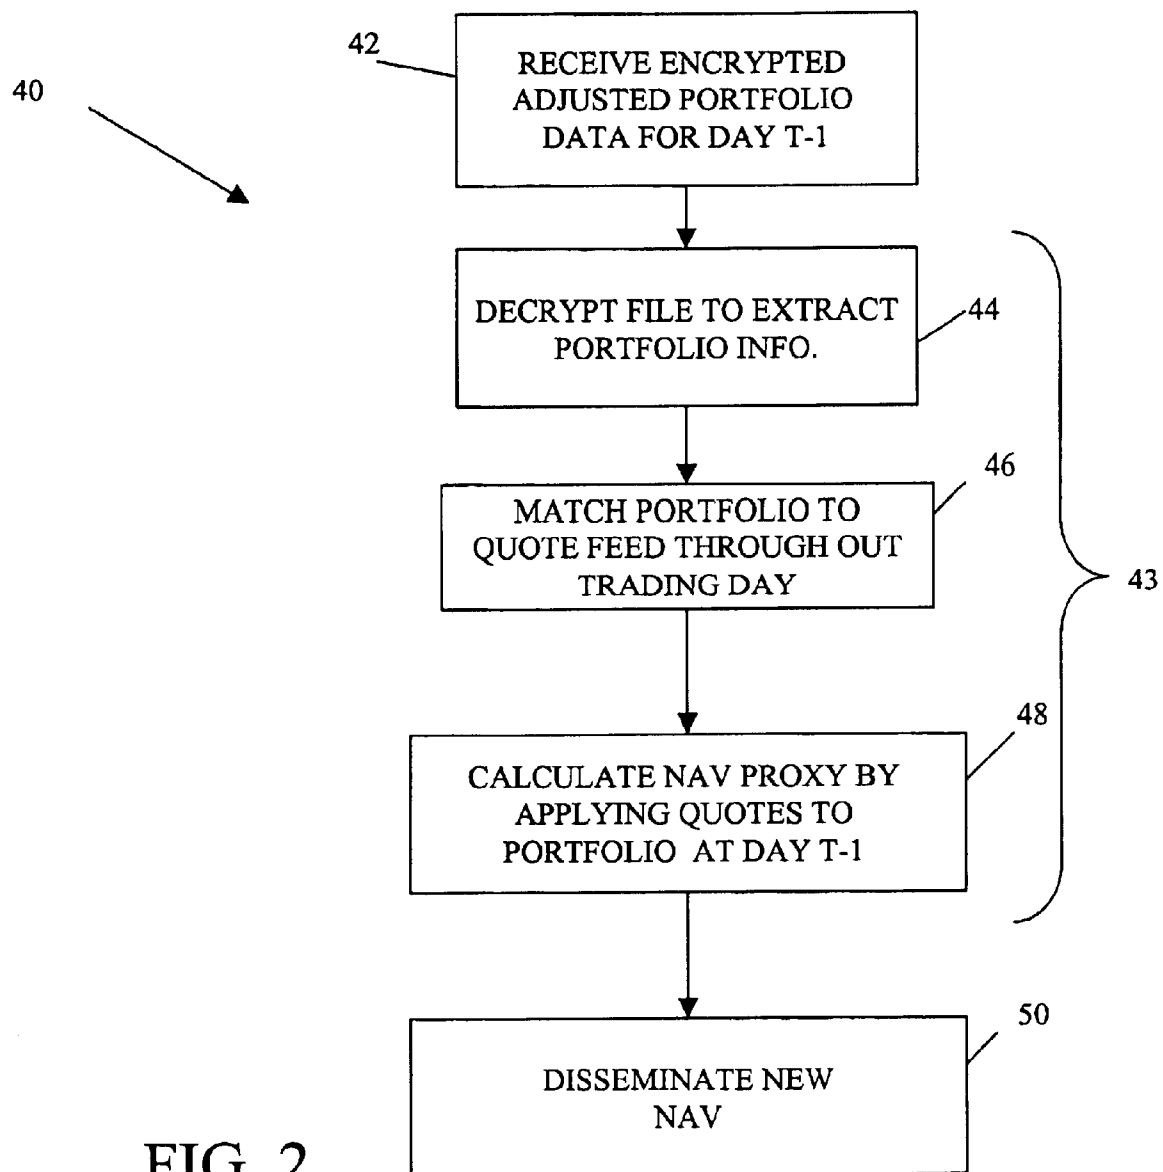 40
42
RECEIVE ENCRYPTED
ADJUSTED PORTFOLIO
DATA FOR DAY T-1
DECRYPT FILE TO EXTRACT
PORTFOLIO INFO.
44
46
MATCH PORTFOLIO TO
QUOTE FEED THROUGH OUT
TRADING DAY
43
48
CALCULATE NAV PROXY BY
APPLYING QUOTES TO
PORTFOLIO AT DAY T-1
50
DISSEMINATE NEW
NAV
FIG. 2